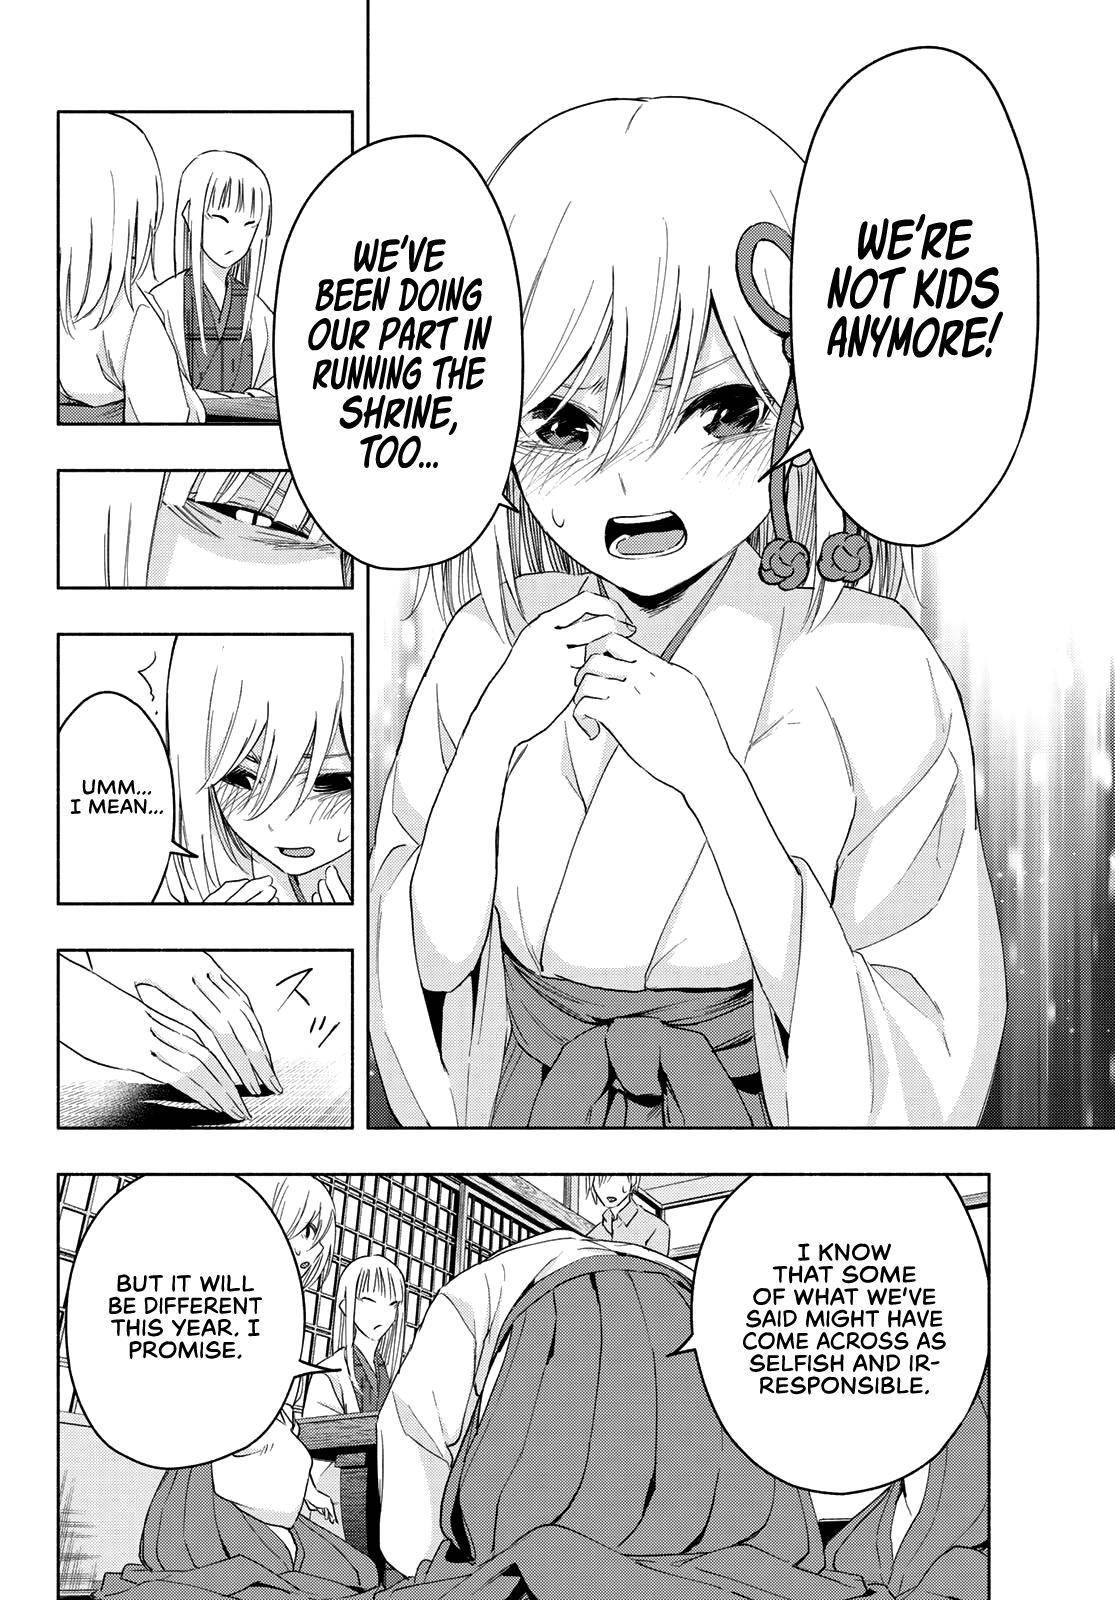 WE'RE
NOT KIDS
ANYMORE!
WE'VE
BEEN DOING
OUR PART IN
RUNNING THE
SHRINE,
TOO...
UMM...
I MEAN...
スッ
I KNOW
THAT SOME
OF WHAT WE'VE
SAID MIGHT HAVE
COME ACROSS AS
SELFISH AND IR-
RESPONSIBLE.
BUT IT WILL
BE DIFFERENT
THIS YEAR. I
PROMISE.